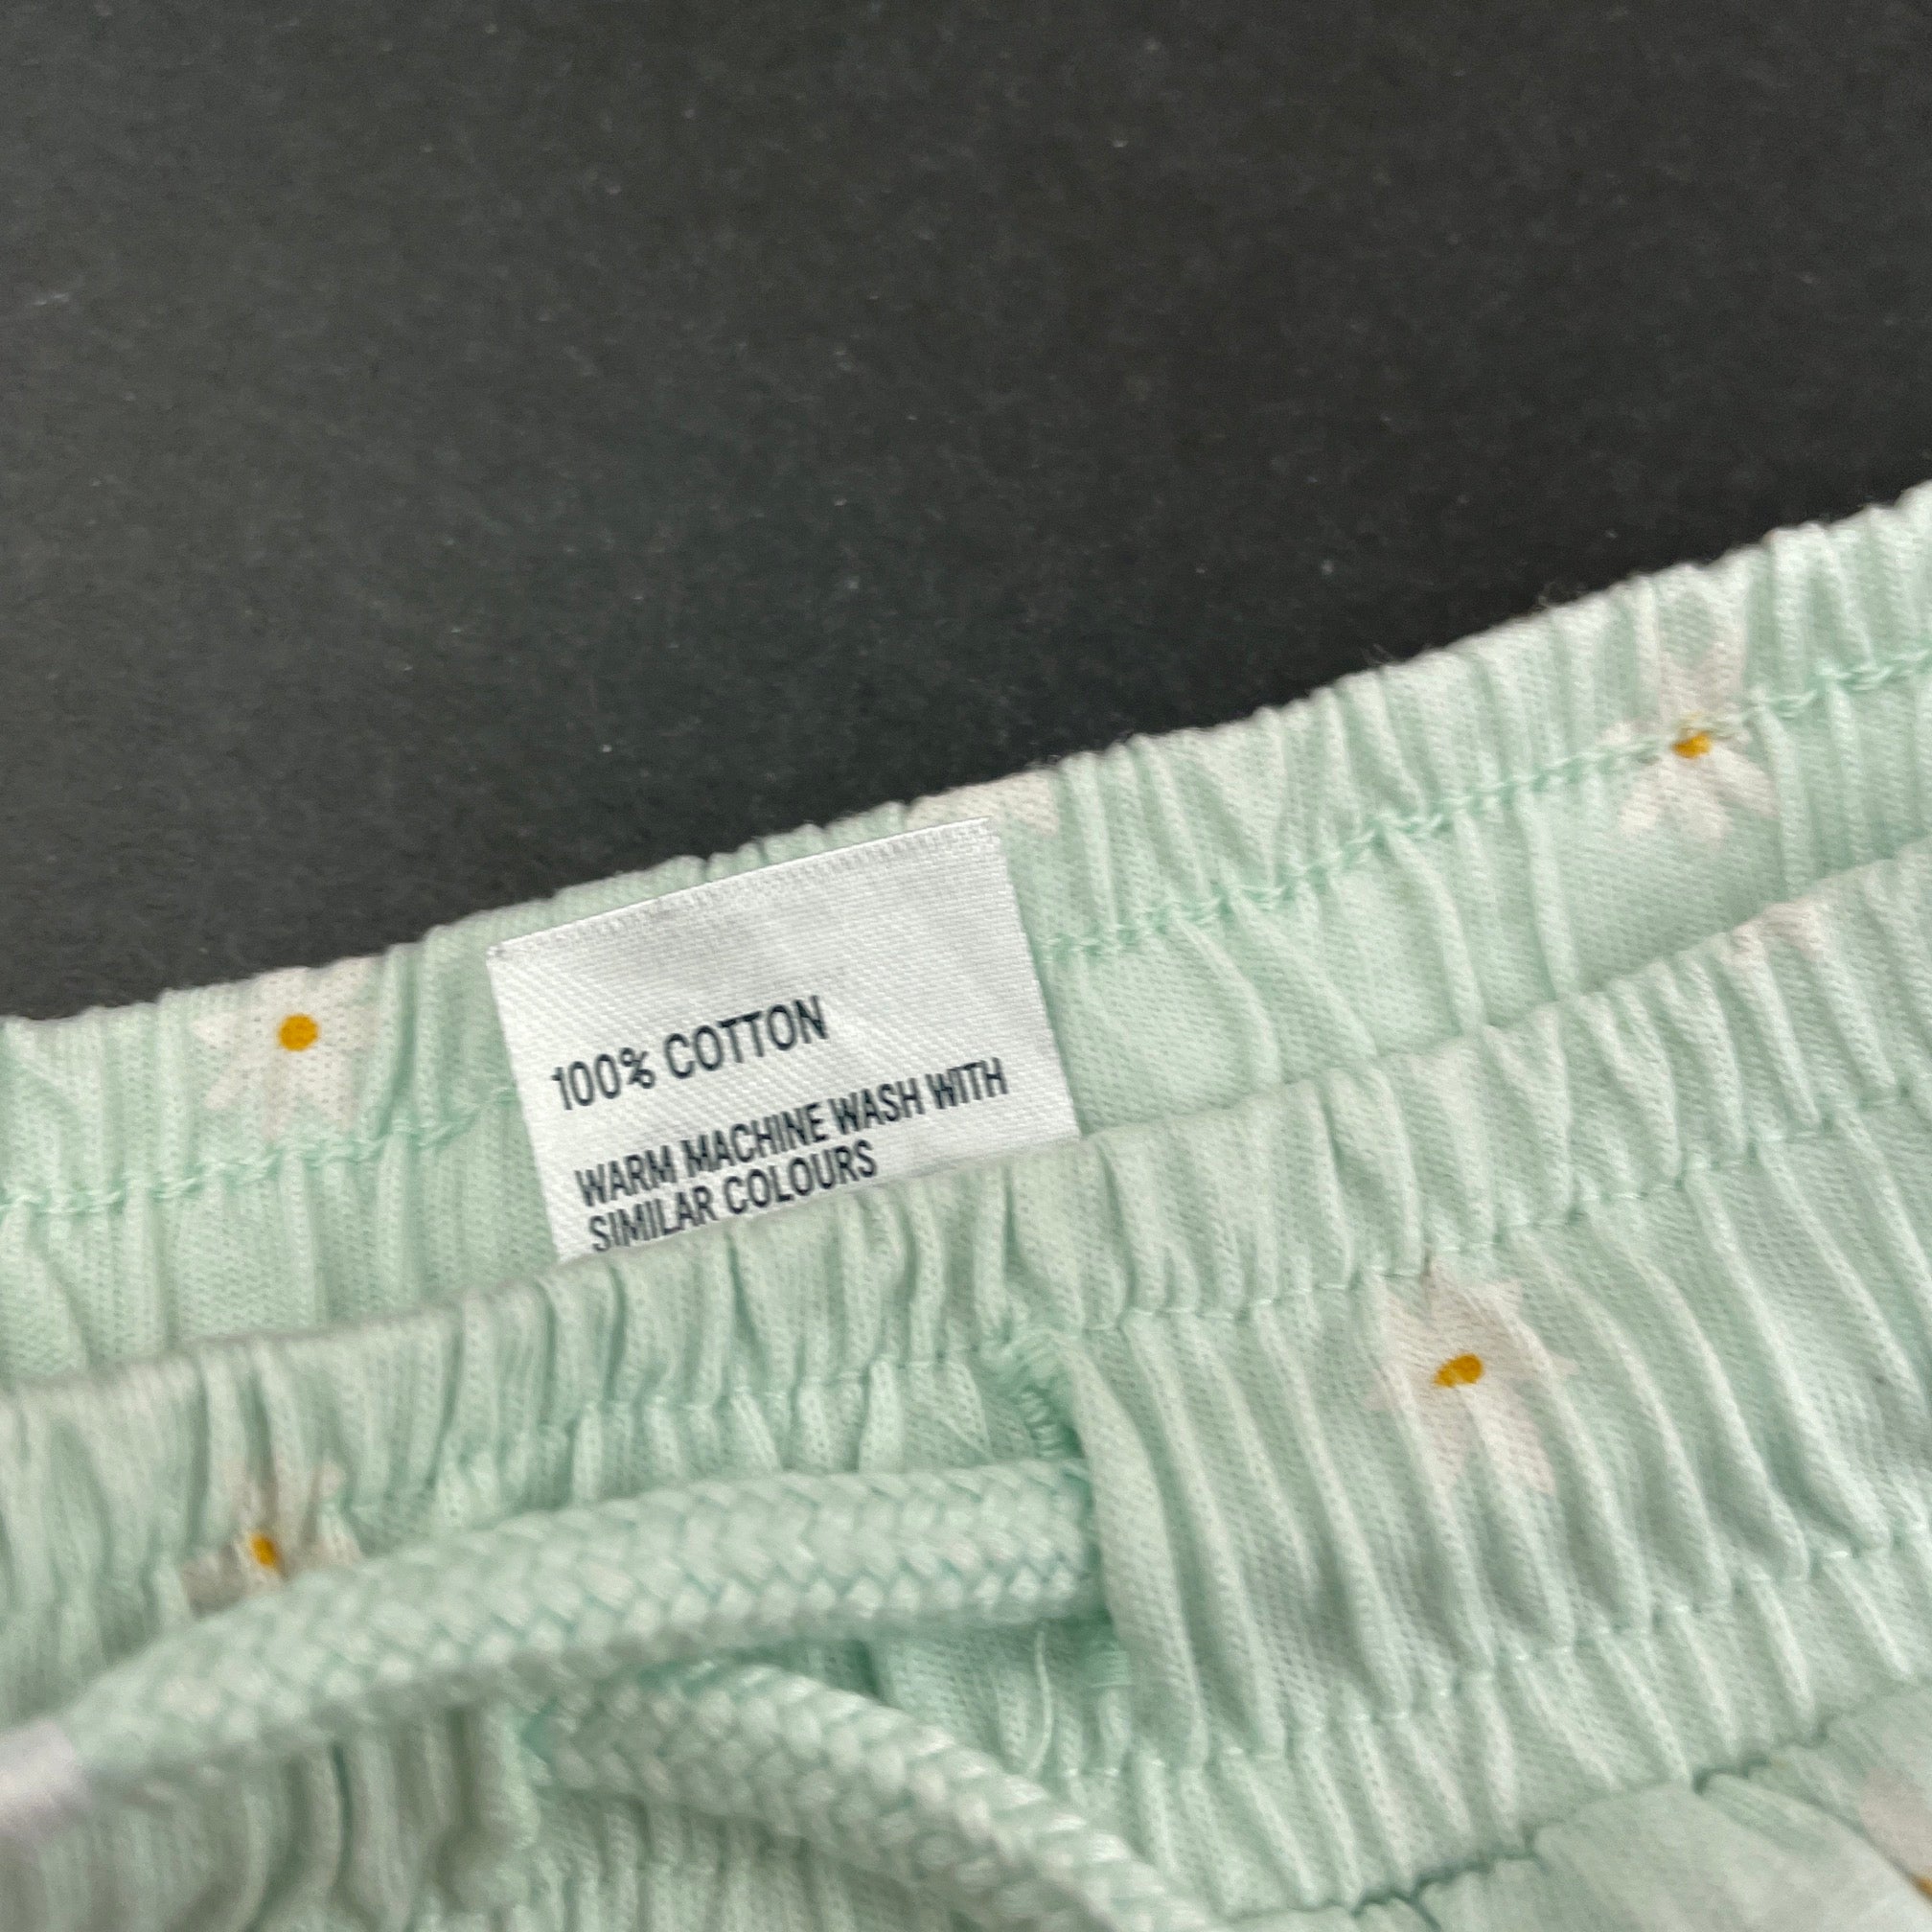 100% COTTON
WARM MACHINE WASH WITH
SIMILAR COLOURS